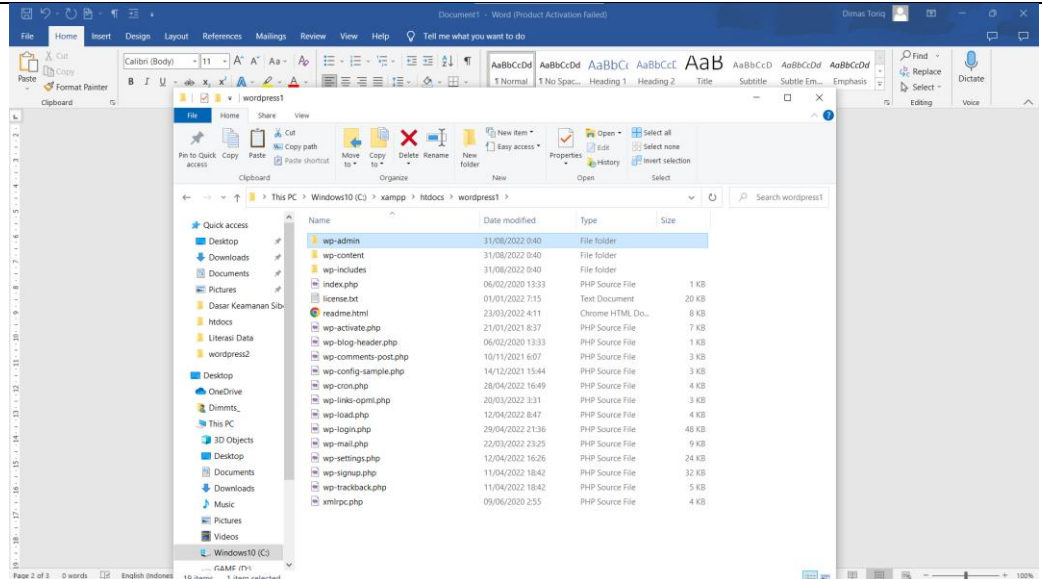 Document1 - Word (Product Activation Failed)
Dimas Toriq
File Home Insert Design Layout References Mailings Review View Help Tell me what you want to do
Paste
Cut
Copy
Format Painter
Clipboard
Calibri (Body) 11
AaBbCcDd AaBbCcDd AaBbCc AaBbCcC AaB AaBbCcD AaBbCcDd AaBbCcDd
¶ Normal ¶ No Spac... Heading 1 Heading 2 Title Subtitle Subtle Em... Emphasis
Find
Replace
Select
Editing
Dictate
Voice
wordpress1
File Home Share View
Pin to Quick access
Copy
Paste
Cut
Copy path
Paste shortcut
Clipboard
Move to
Copy to
Delete
Rename
Organize
New folder
New item
Easy access
New
Properties
Open
Edit
History
Open
Select all
Select none
Invert selection
Select
This PC > Windows10 (C:) > xampp > htdocs > wordpress1 >
Search wordpress1
Quick access
Desktop
Downloads
Documents
Pictures
Dasar Keamanan Sib
htdocs
Literasi Data
wordpress2
Desktop
OneDrive
Dimmts_
This PC
3D Objects
Desktop
Documents
Downloads
Music
Pictures
Videos
Windows10 (C:)
GAME (D:)
Name Date modified Type Size
wp-admin 31/08/2022 0:40 File folder
wp-content 31/08/2022 0:40 File folder
wp-includes 31/08/2022 0:40 File folder
index.php 06/02/2020 13:33 PHP Source File 1 KB
license.txt 01/01/2022 7:15 Text Document 20 KB
readme.html 23/03/2022 4:11 Chrome HTML Do... 8 KB
wp-activate.php 21/01/2021 8:37 PHP Source File 7 KB
wp-blog-header.php 06/02/2020 13:33 PHP Source File 1 KB
wp-comments-post.php 10/11/2021 6:07 PHP Source File 3 KB
wp-config-sample.php 14/12/2021 15:44 PHP Source File 3 KB
wp-cron.php 28/04/2022 16:49 PHP Source File 4 KB
wp-links-opml.php 20/03/2022 3:31 PHP Source File 3 KB
wp-load.php 12/04/2022 8:47 PHP Source File 4 KB
wp-login.php 29/04/2022 21:36 PHP Source File 48 KB
wp-mail.php 22/03/2022 23:25 PHP Source File 9 KB
wp-settings.php 12/04/2022 16:26 PHP Source File 24 KB
wp-signup.php 11/04/2022 18:42 PHP Source File 32 KB
wp-trackback.php 11/04/2022 18:42 PHP Source File 5 KB
xmlrpc.php 09/06/2020 2:55 PHP Source File 4 KB
19 items 1 item selected
Page 2 of 3 0 words English (Indones
100%